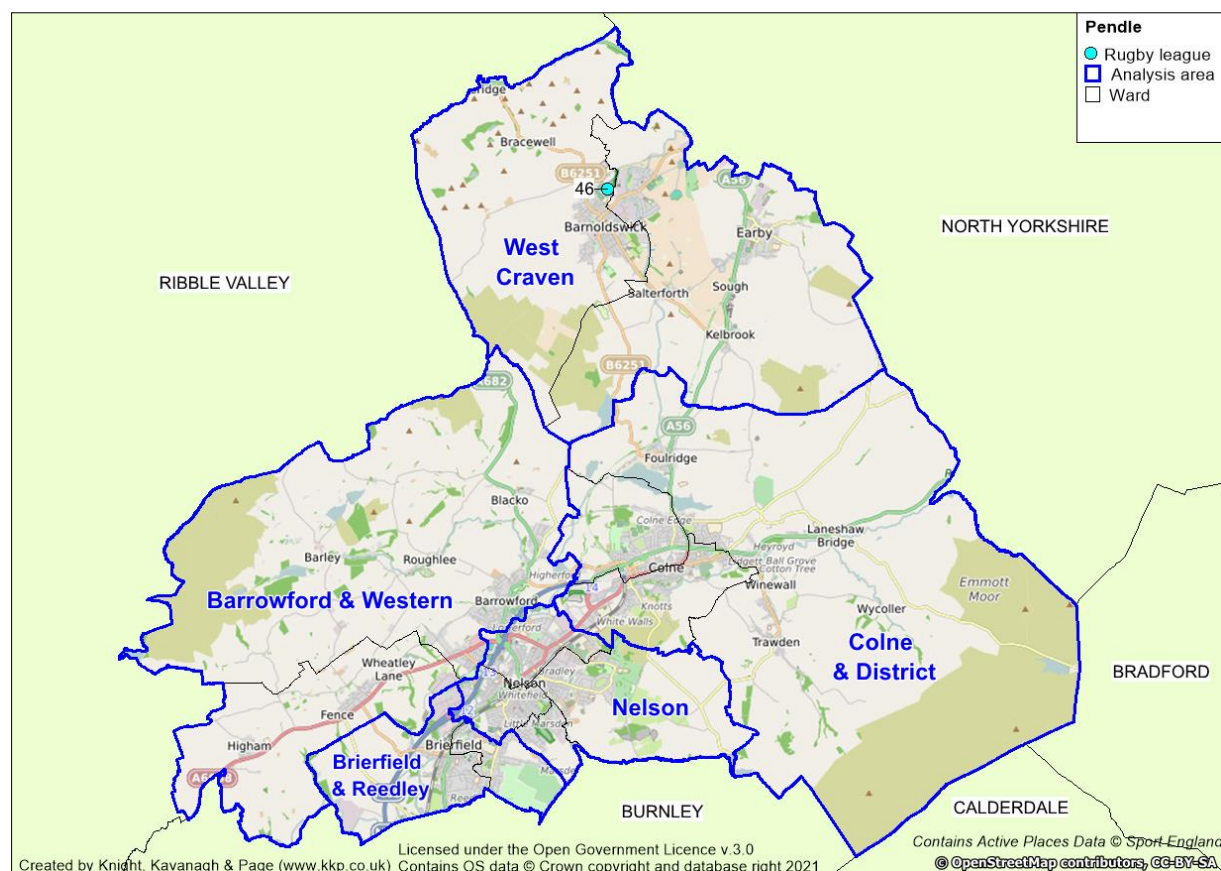 Pendle
Rugby league
Analysis area
Ward
Bracewell
B6251
46
A56
Barnoldswick
Earby
NORTH YORKSHIRE
West
Craven
RIBBLE VALLEY
Salterforth
Sough
Kelbrook
B6251
A56
Foulridge
Blacko
Colne Edge
Laneshaw
Bridge
Barley
Roughlee
Heyroyd
Colne
Winewall
Emmott
Moor
14
Barrowford & Western
Barrowford
Knotts
White Walls
Wycoller
Trawden
Colne
& District
Wheatley
Lane
BRADFORD
Bradley
Nelson
Whitefield
Nelson
Fence
Little Marsden
Higham
Brierfield
Brierfield
& Reedley
BURNLEY
CALDERDALE
Contains Active Places Data © Sport England
Licensed under the Open Government Licence v.3.0
Created by Knight, Kavanagh & Page (www.kkp.co.uk) Contains OS data © Crown copyright and database right 2021
© OpenStreetMap contributors, CC-BY-SA